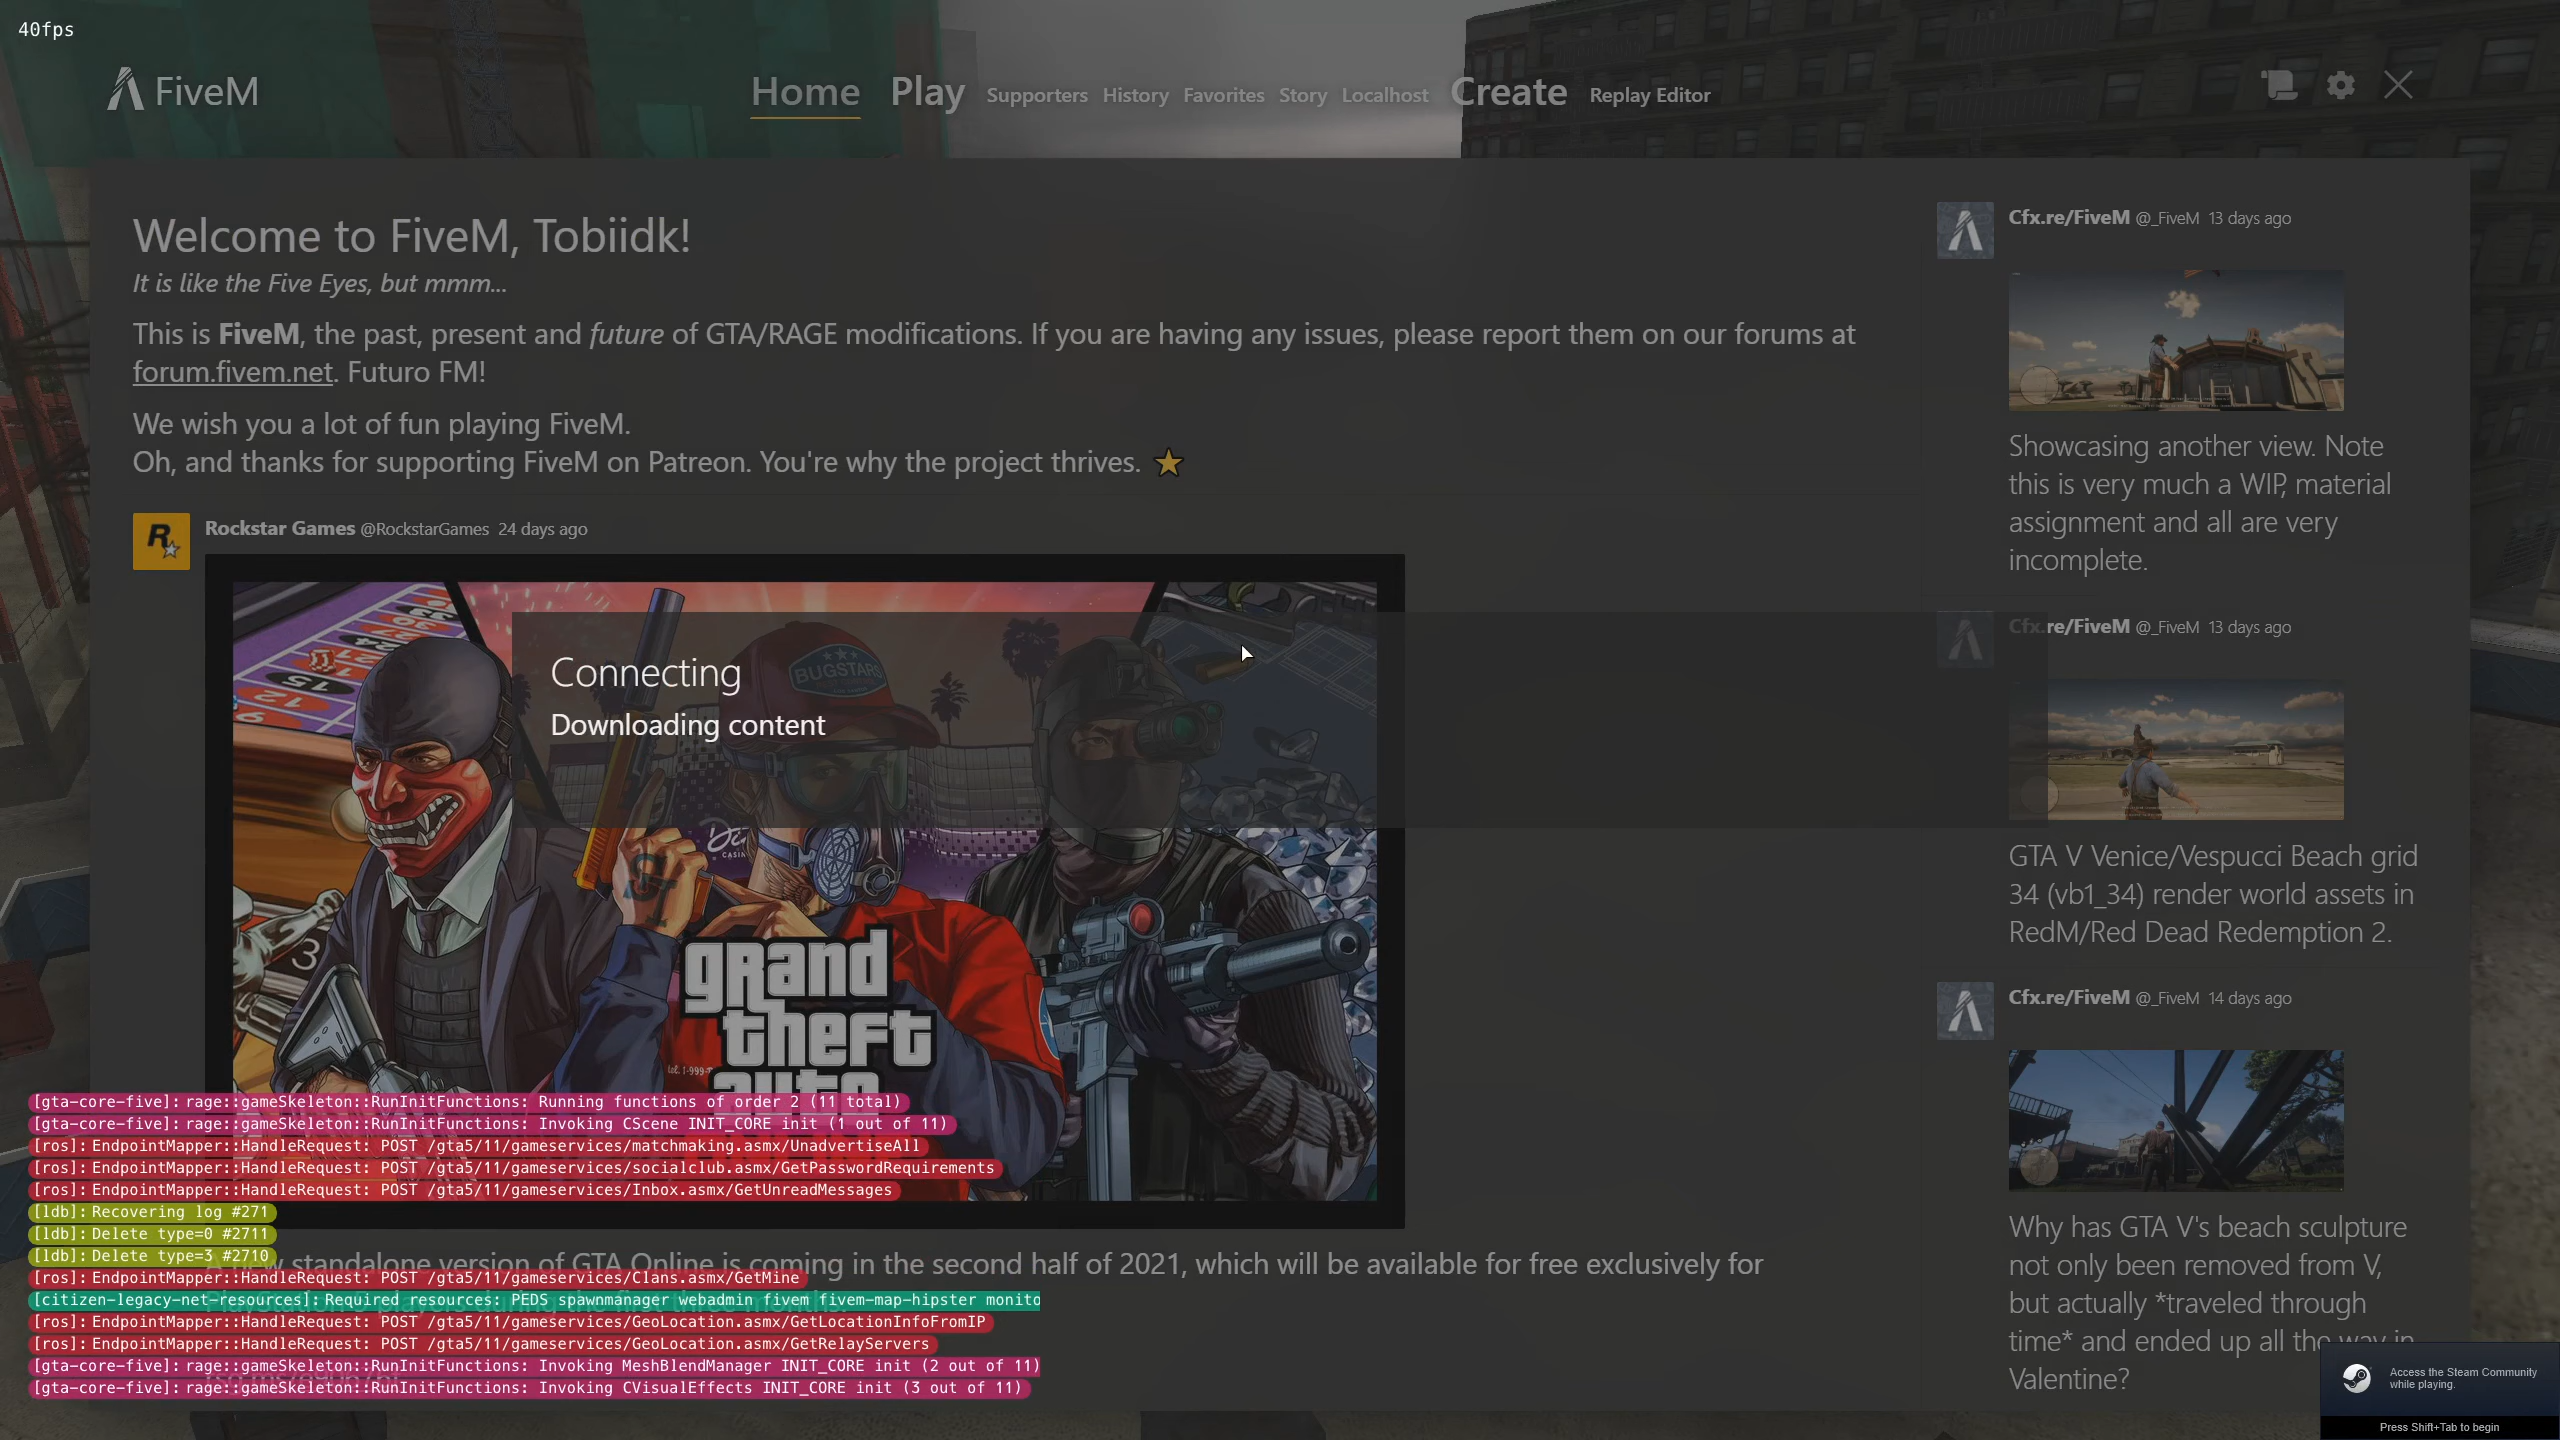 40fps
FiveM
Home Play Supporters History Favorites Story Localhost Create Replay Editor
Welcome to FiveM, Tobiidk!
It is like the Five Eyes, but mmm...
This is FiveM, the past, present and future of GTA/RAGE modifications. If you are having any issues, please report them on our forums at
forum.fivem.net. Futuro FM!
We wish you a lot of fun playing FiveM.
Oh, and thanks for supporting FiveM on Patreon. You're why the project thrives.
Rockstar Games @RockstarGames 24 days ago
BUGSTARS
Connecting
Downloading content
grand
theft
auto
[gta-core-five]: rage::gameSkeleton::RunInitFunctions: Running functions of order 2 (11 total)
[gta-core-five]: rage::gameSkeleton::RunInitFunctions: Invoking CScene INIT_CORE init (1 out of 11)
[ros]: EndpointMapper::HandleRequest: POST /gta5/11/gameservices/matchmaking.asmx/UnadvertiseAll
[ros]: EndpointMapper::HandleRequest: POST /gta5/11/gameservices/socialclub.asmx/GetPasswordRequirements
[ros]: EndpointMapper::HandleRequest: POST /gta5/11/gameservices/Inbox.asmx/GetUnreadMessages
[ldb]: Recovering log #271
[ldb]: Delete type=0 #2711
[ldb]: Delete type=3 #2710
A new standalone version of GTA Online is coming in the second half of 2021, which will be available for free exclusively for
[ros]: EndpointMapper::HandleRequest: POST /gta5/11/gameservices/Clans.asmx/GetMine
PlayStation 5 players during the first three months.
[citizen-legacy-net-resources]: Required resources: PEDS spawnmanager webadmin fivem fivem-map-hipster monito
[ros]: EndpointMapper::HandleRequest: POST /gta5/11/gameservices/GeoLocation.asmx/GetLocationInfoFromIP
[ros]: EndpointMapper::HandleRequest: POST /gta5/11/gameservices/GeoLocation.asmx/GetRelayServers
[gta-core-five]: rage::gameSkeleton::RunInitFunctions: Invoking MeshBlendManager INIT_CORE init (2 out of 11)
[gta-core-five]: rage::gameSkeleton::RunInitFunctions: Invoking CVisualEffects INIT_CORE init (3 out of 11)
Cfx.re/FiveM @_FiveM 13 days ago
Showcasing another view. Note
this is very much a WIP, material
assignment and all are very
incomplete.
Cfx.re/FiveM @_FiveM 13 days ago
GTA V Venice/Vespucci Beach grid
34 (vb1_34) render world assets in
RedM/Red Dead Redemption 2.
Cfx.re/FiveM @_FiveM 14 days ago
Why has GTA V's beach sculpture
not only been removed from V,
but actually *traveled through
time* and ended up all the way in
Valentine?
Access the Steam Community
while playing.
Press Shift+Tab to begin